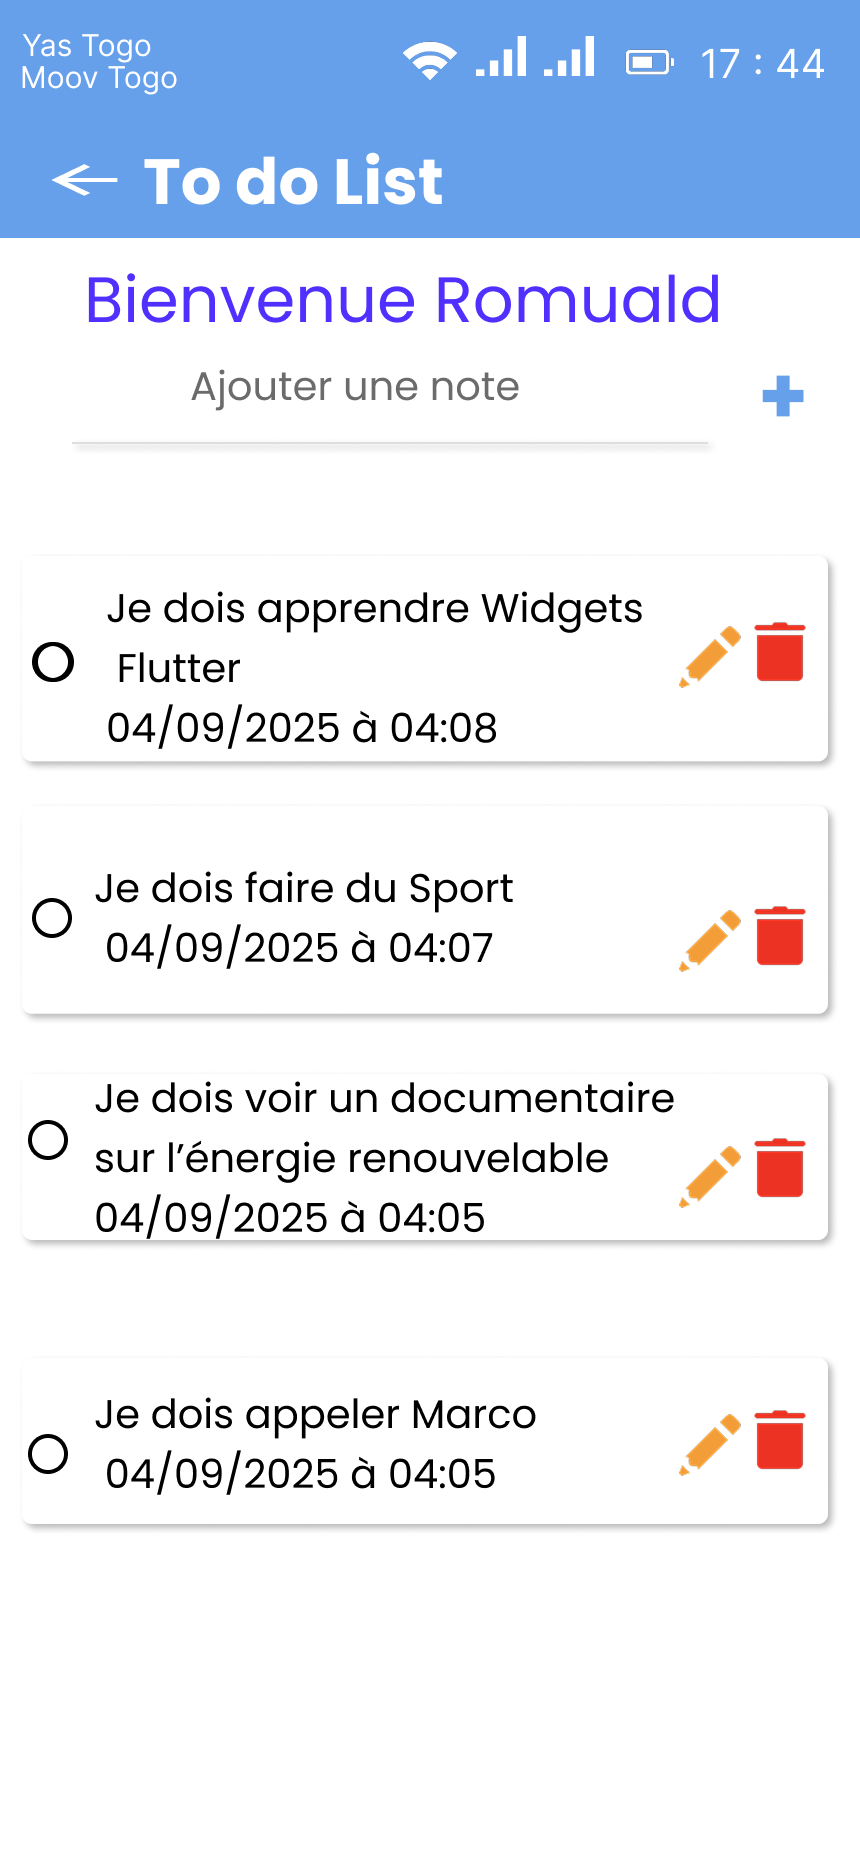 Yas Togo
Moov Togo
17 : 44
To do List
Bienvenue Romuald
Ajouter une note
Je dois apprendre Widgets
Flutter
04/09/2025 à 04:08
Je dois faire du Sport
04/09/2025 à 04:07
Je dois voir un documentaire
sur l’énergie renouvelable
04/09/2025 à 04:05
Je dois appeler Marco
04/09/2025 à 04:05